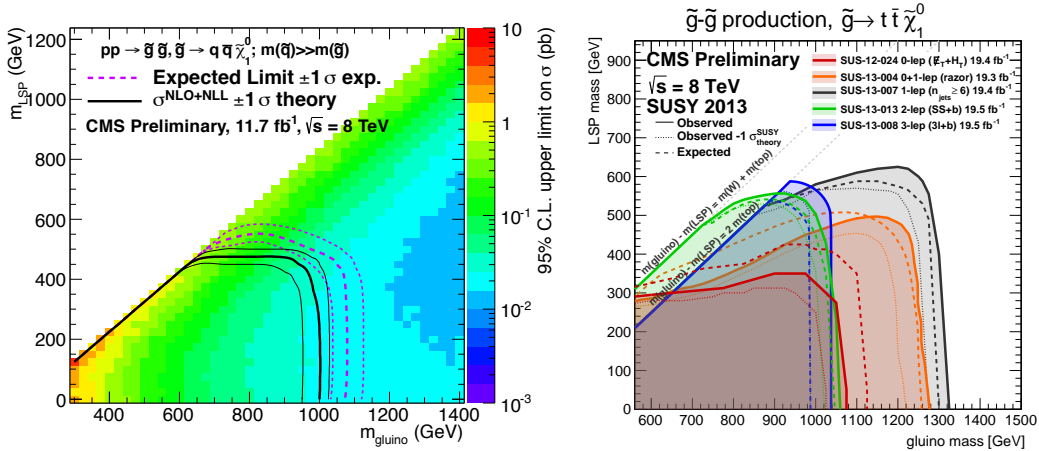 pp → g̃ g̃, g̃ → q q̄ χ̃₁⁰; m(q̃)>>m(g̃)
Expected Limit ±1 σ exp.
σᴺᴸᴼ⁺ᴺᴸᴸ ±1 σ theory
CMS Preliminary, 11.7 fb⁻¹, √s = 8 TeV
m_LSP (GeV)
1200
1000
800
600
400
200
0
400 600 800 1000 1200 1400
m_gluino (GeV)
10
1
10⁻¹
10⁻²
10⁻³
95% C.L. upper limit on σ (pb)
g̃-g̃ production, g̃→ t t̄ χ̃₁⁰
CMS Preliminary
√s = 8 TeV
SUSY 2013
Observed
Observed -1 σ_theory^SUSY
Expected
SUS-12-024 0-lep (E̸_T+H_T) 19.4 fb⁻¹
SUS-13-004 0+1-lep (razor) 19.3 fb⁻¹
SUS-13-007 1-lep (n_jets ≥ 6) 19.4 fb⁻¹
SUS-13-013 2-lep (SS+b) 19.5 fb⁻¹
SUS-13-008 3-lep (3l+b) 19.5 fb⁻¹
m(gluino) - m(LSP) = m(W) + m(top)
m(gluino) - m(LSP) = 2 m(top)
LSP mass [GeV]
900
800
700
600
500
400
300
200
100
0
600 700 800 900 1000 1100 1200 1300 1400 1500
gluino mass [GeV]